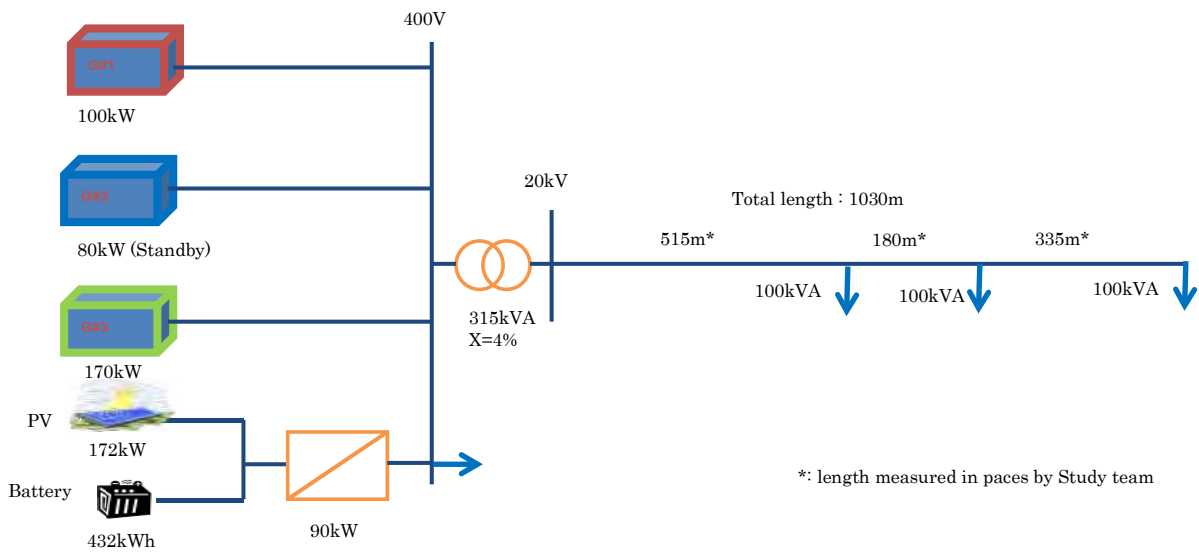 400V
G#1
100kW
G#2
80kW (Standby)
20kV
Total length : 1030m
515m*
180m*
335m*
100kVA
100kVA
100kVA
315kVA
X=4%
G#3
170kW
PV
172kW
Battery
432kWh
90kW
*: length measured in paces by Study team